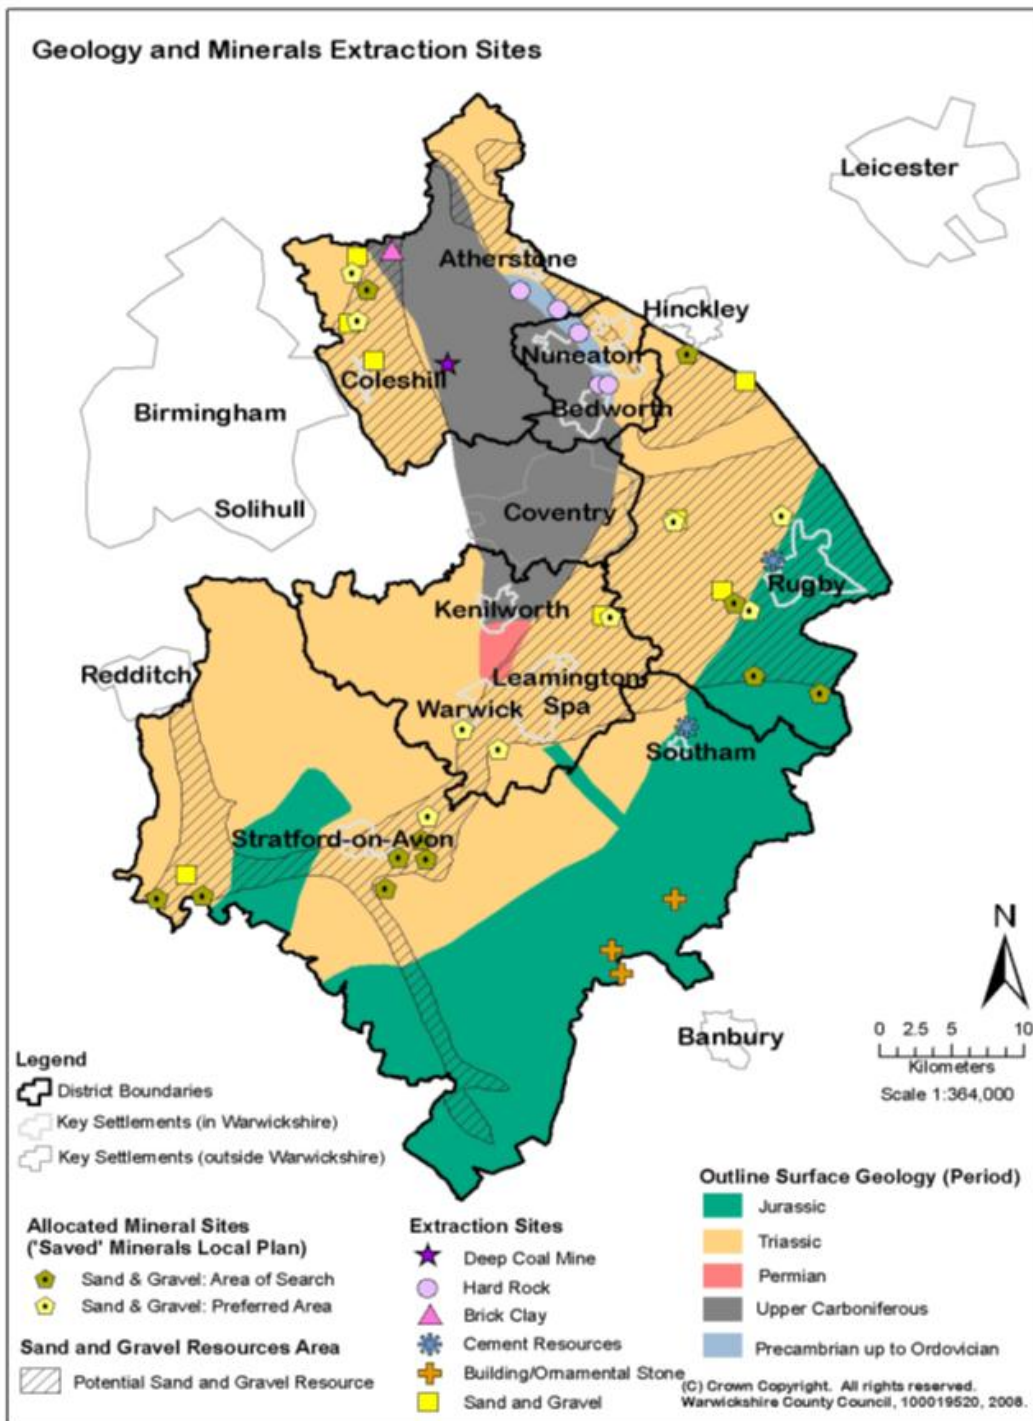 Geology and Minerals Extraction Sites
Leicester
Atherstone
Hinckley
Nuneaton
Coleshill
Birmingham
Bedworth
Solihull
Coventry
Rugby
Kenilworth
Redditch
Leamington
Spa
Warwick
Southam
Stratford-on-Avon
Banbury
N
0 2.5 5 10
Kilometers
Scale 1:364,000
Legend
District Boundaries
Key Settlements (in Warwickshire)
Key Settlements (outside Warwickshire)
Allocated Mineral Sites
('Saved' Minerals Local Plan)
Sand & Gravel: Area of Search
Sand & Gravel: Preferred Area
Sand and Gravel Resources Area
Potential Sand and Gravel Resource
Extraction Sites
Deep Coal Mine
Hard Rock
Brick Clay
Cement Resources
Building/Ornamental Stone
Sand and Gravel
Outline Surface Geology (Period)
Jurassic
Triassic
Permian
Upper Carboniferous
Precambrian up to Ordovician
(C) Crown Copyright. All rights reserved.
Warwickshire County Council, 100019520, 2008.